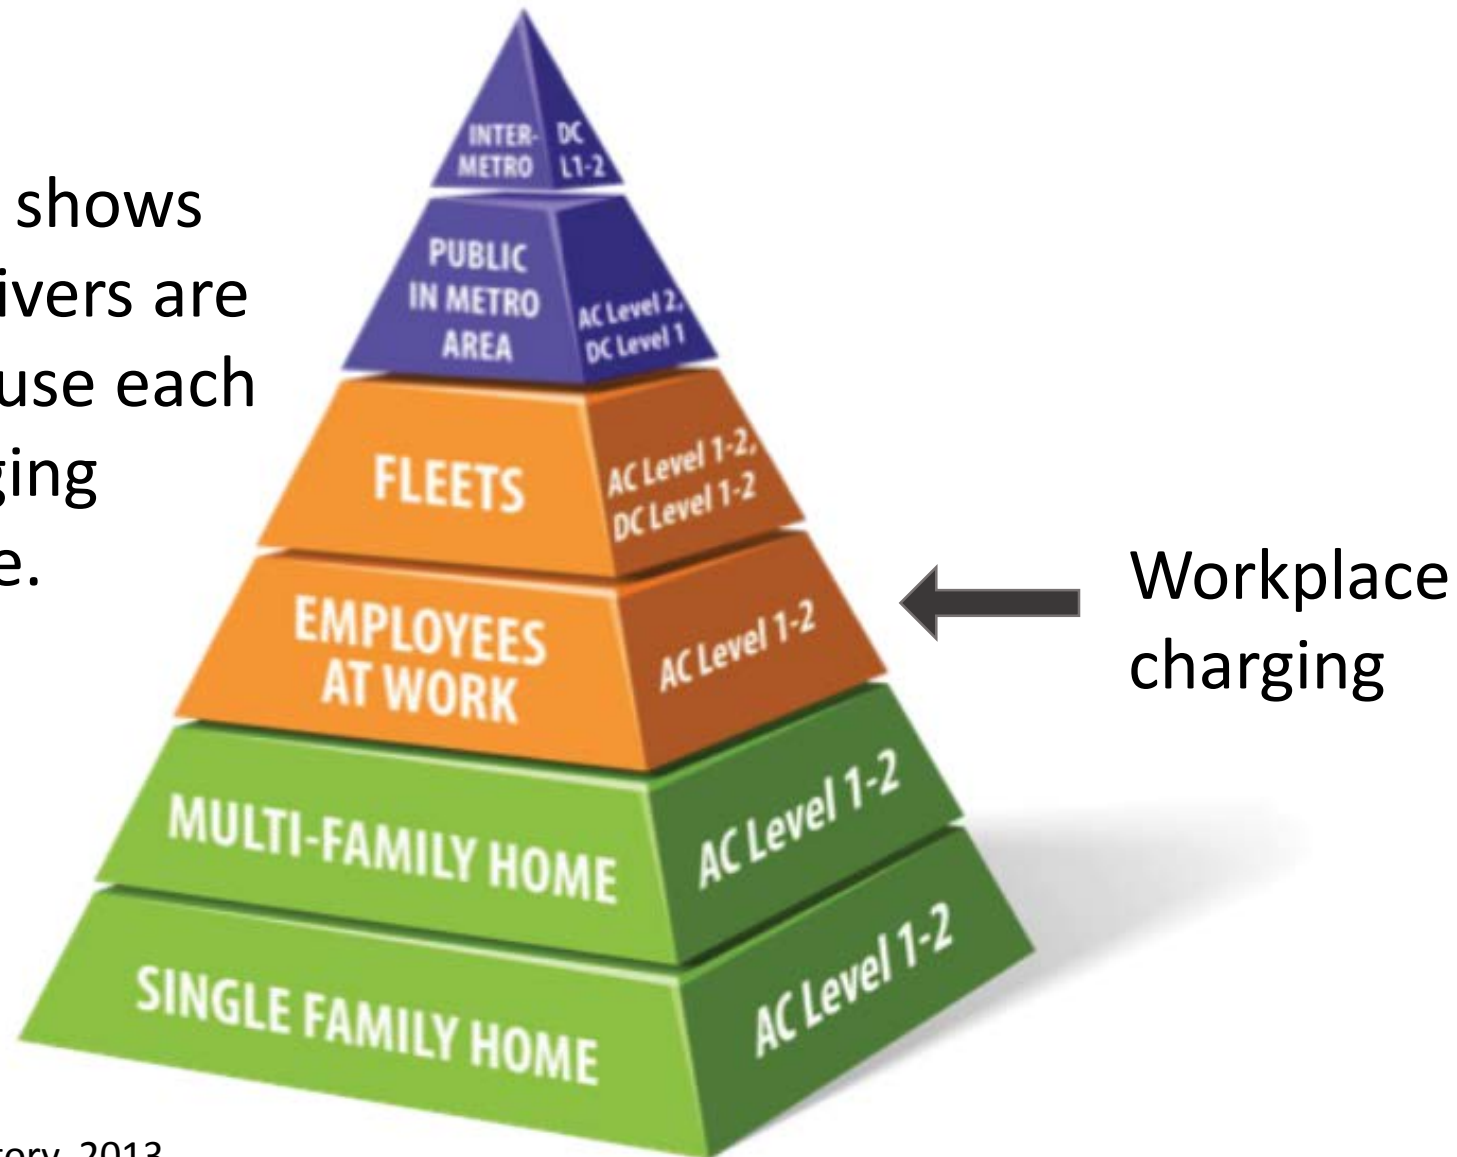 shows
ivers are
use each
ging
e.
INTER-
METRO
DC
L1-2
PUBLIC
IN METRO
AREA
AC Level 2,
DC Level 1
FLEETS
AC Level 1-2,
DC Level 1-2
EMPLOYEES
AT WORK
AC Level 1-2
Workplace
charging
MULTI-FAMILY HOME
AC Level 1-2
SINGLE FAMILY HOME
AC Level 1-2
tory, 2013